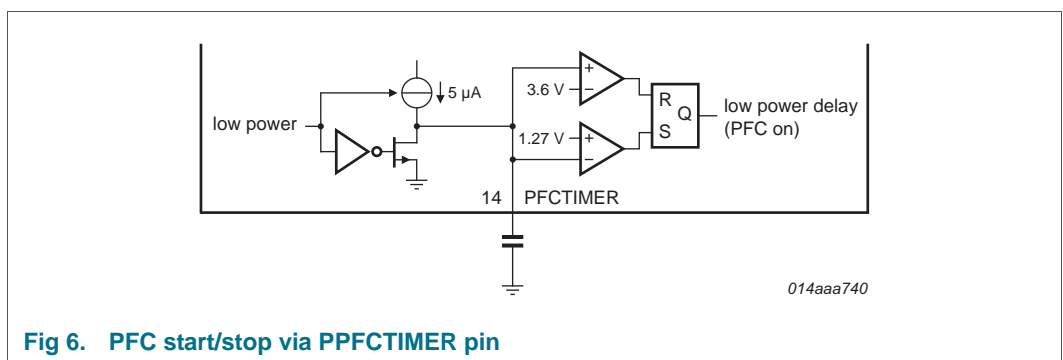 5 µA
low power
3.6 V
+
−
1.27 V
+
−
R
S
Q
low power delay
(PFC on)
14 PFCTIMER
014aaa740
Fig 6. PFC start/stop via PPFCTIMER pin